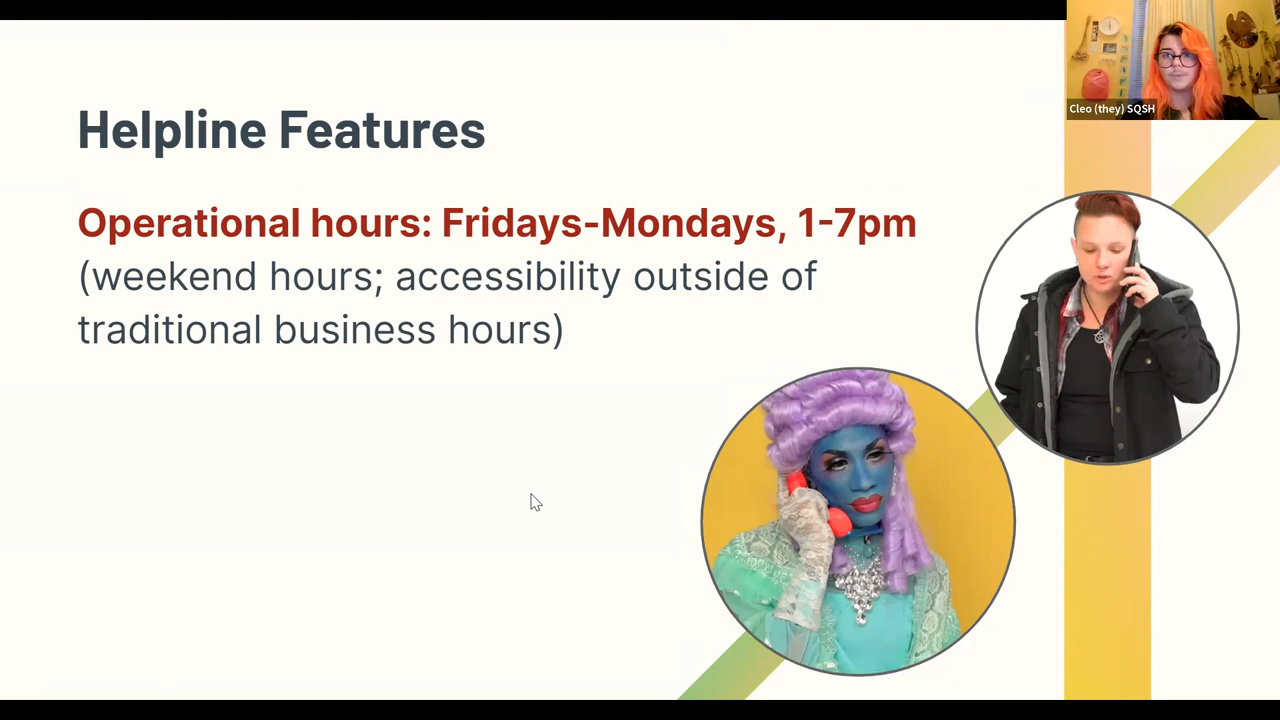 Cleo (they) SQSH
Helpline Features
Operational hours: Fridays-Mondays, 1-7pm
(weekend hours; accessibility outside of
traditional business hours)